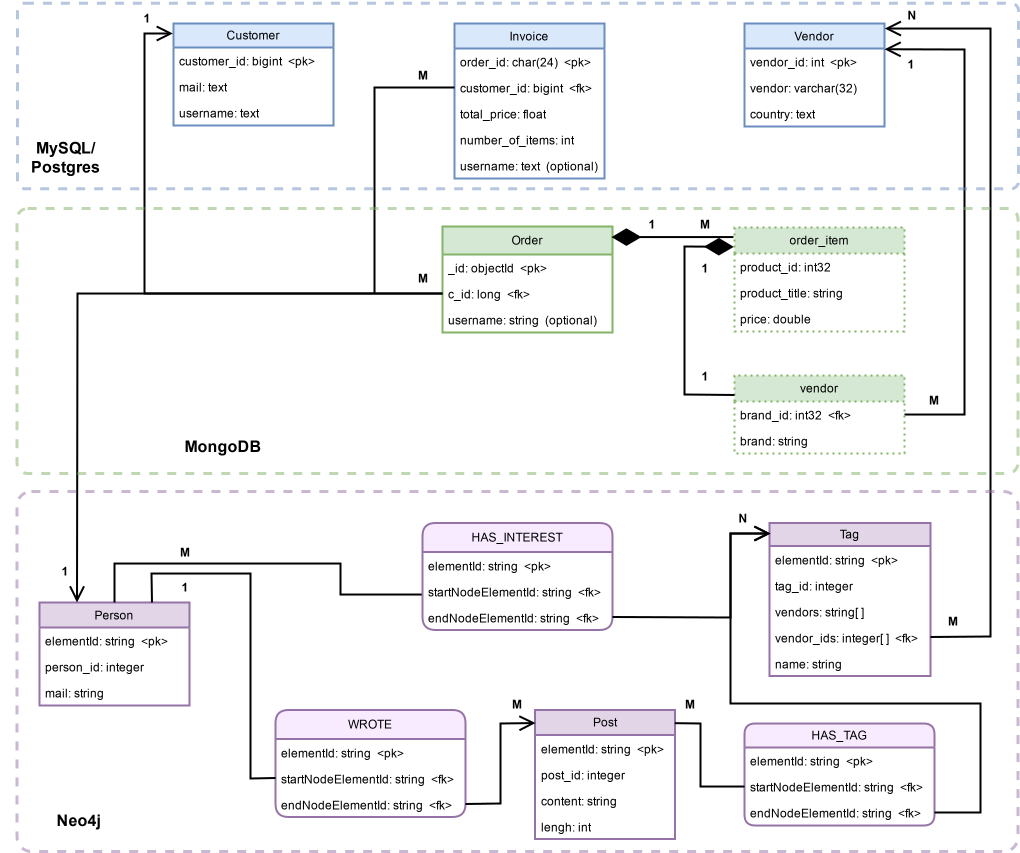 1
N
Customer
customer_id: bigint <pk>
mail: text
username: text
M
Invoice
order_id: char(24) <pk>
customer_id: bigint <fk>
total_price: float
number_of_items: int
username: text (optional)
Vendor
vendor_id: int <pk>
vendor: varchar(32)
country: text
1
MySQL/
Postgres
M
Order
_id: objectId <pk>
c_id: long <fk>
username: string (optional)
1
M
1
order_item
product_id: int32
product_title: string
price: double
1
vendor
brand_id: int32 <fk>
brand: string
M
MongoDB
1
M
1
Person
elementId: string <pk>
person_id: integer
mail: string
HAS_INTEREST
elementId: string <pk>
startNodeElementId: string <fk>
endNodeElementId: string <fk>
N
Tag
elementId: string <pk>
tag_id: integer
vendors: string[ ]
vendor_ids: integer[ ] <fk>
name: string
M
WROTE
elementId: string <pk>
startNodeElementId: string <fk>
endNodeElementId: string <fk>
M
Post
elementId: string <pk>
post_id: integer
content: string
lengh: int
M
HAS_TAG
elementId: string <pk>
startNodeElementId: string <fk>
endNodeElementId: string <fk>
Neo4j